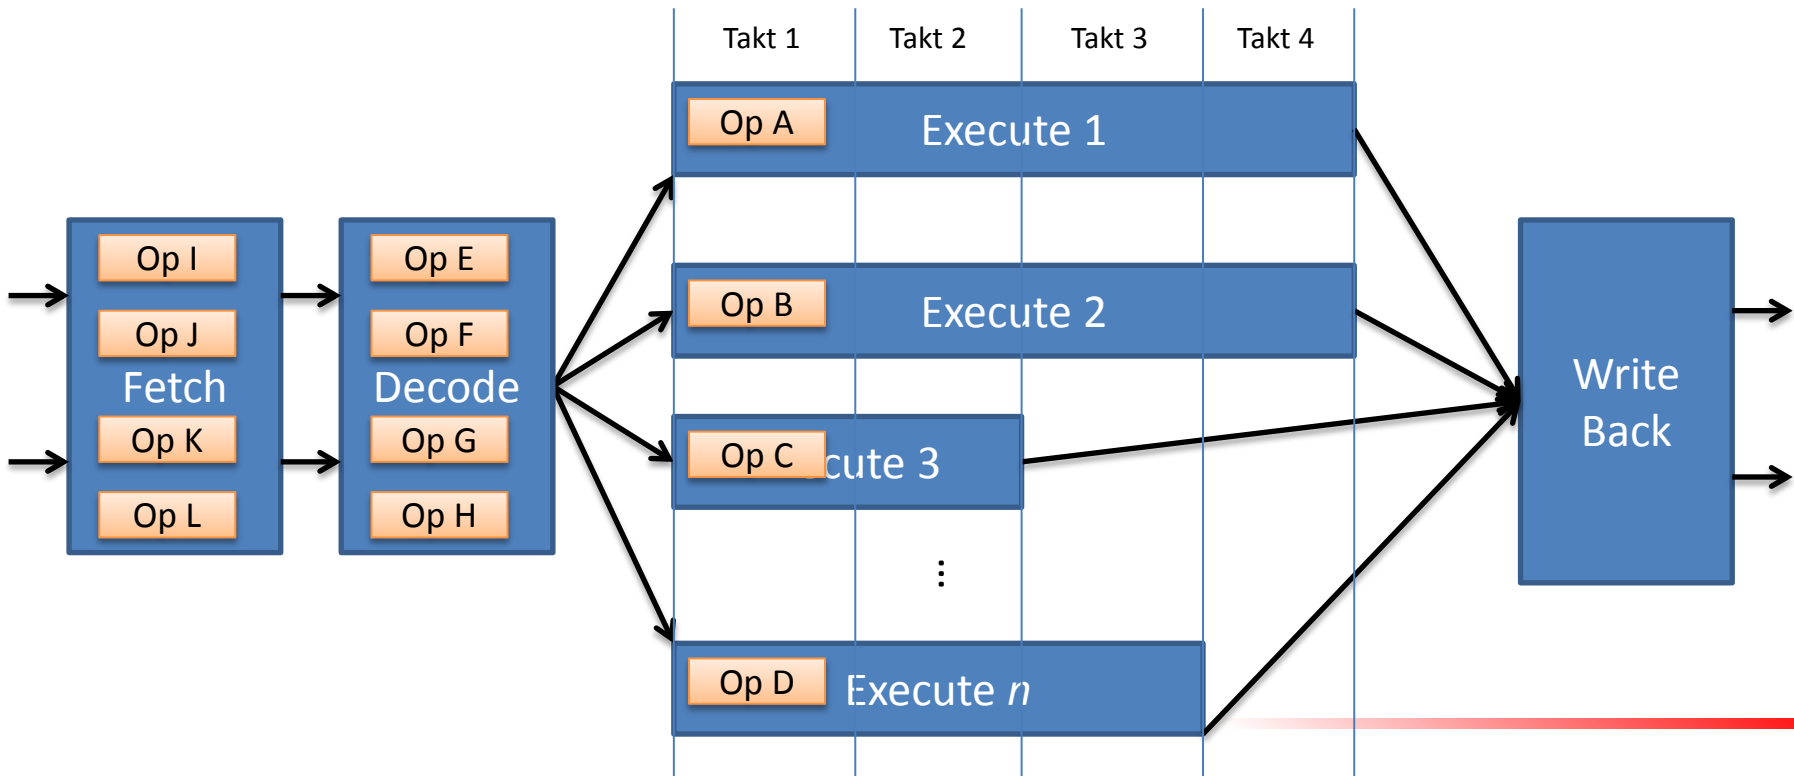 Takt 1
Takt 2
Takt 3
Takt 4
Op I
Op J
Fetch
Op K
Op L
Op E
Op F
Decode
Op G
Op H
Op A
Execute 1
Op B
Execute 2
Op C
cute 3
...
Op D
Execute n
Write
Back